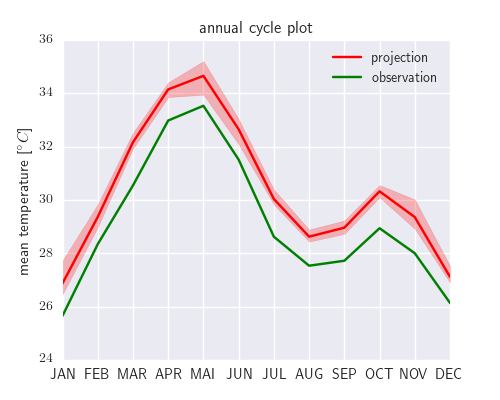 annual cycle plot
projection
observation
mean temperature [°C]
36
34
32
30
28
26
24
JAN FEB MAR APR MAI JUN JUL AUG SEP OCT NOV DEC